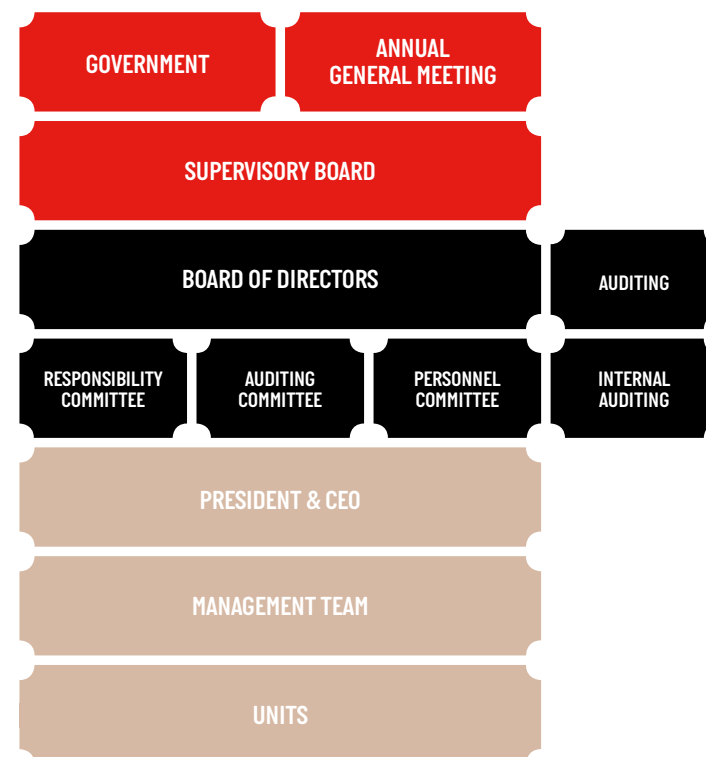 GOVERNMENT
ANNUAL
GENERAL MEETING
SUPERVISORY BOARD
BOARD OF DIRECTORS
AUDITING
RESPONSIBILITY
COMMITTEE
AUDITING
COMMITTEE
PERSONNEL
COMMITTEE
INTERNAL
AUDITING
PRESIDENT & CEO
MANAGEMENT TEAM
UNITS